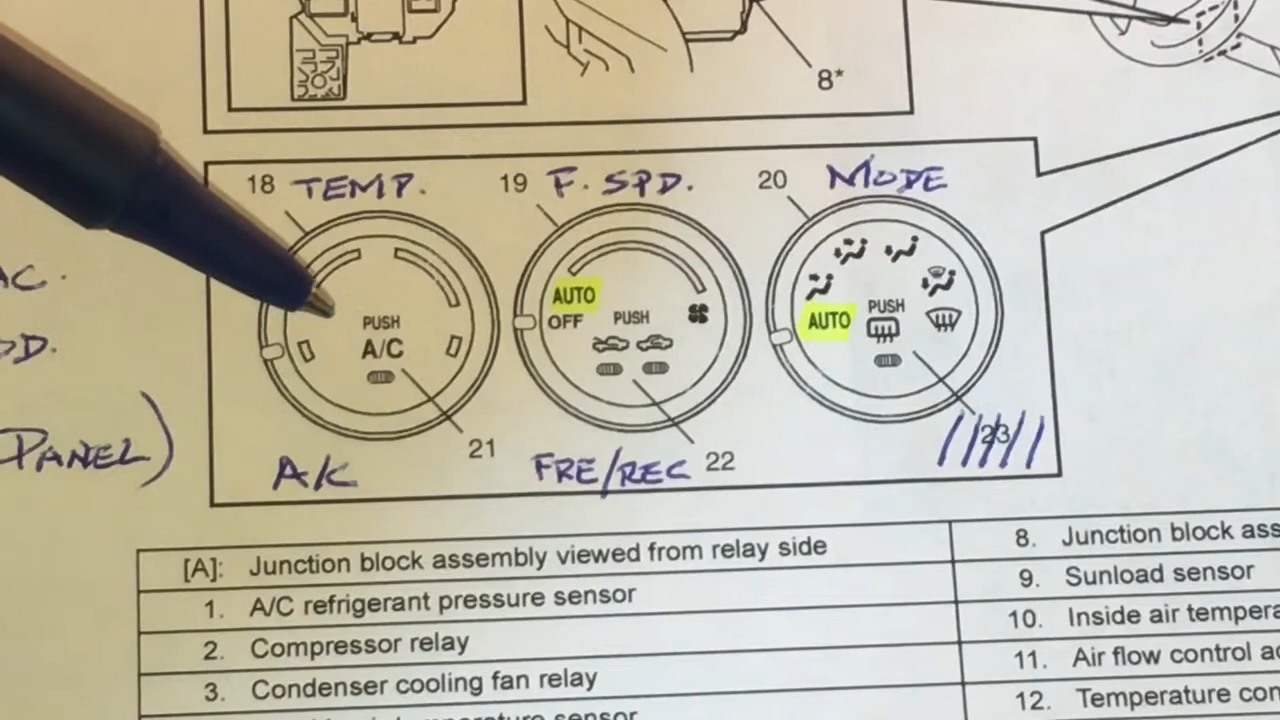 8*
18 TEMP. 19 F. SPD. 20 MODE
AC.
AUTO
OFF
PUSH
A/C
PUSH
AUTO
PUSH
PANEL)
21
22
23
A/C
FRE/REC
[A]: Junction block assembly viewed from relay side
1. A/C refrigerant pressure sensor
2. Compressor relay
3. Condenser cooling fan relay
8. Junction block ass
9. Sunload sensor
10. Inside air tempera
11. Air flow control ac
12. Temperature con